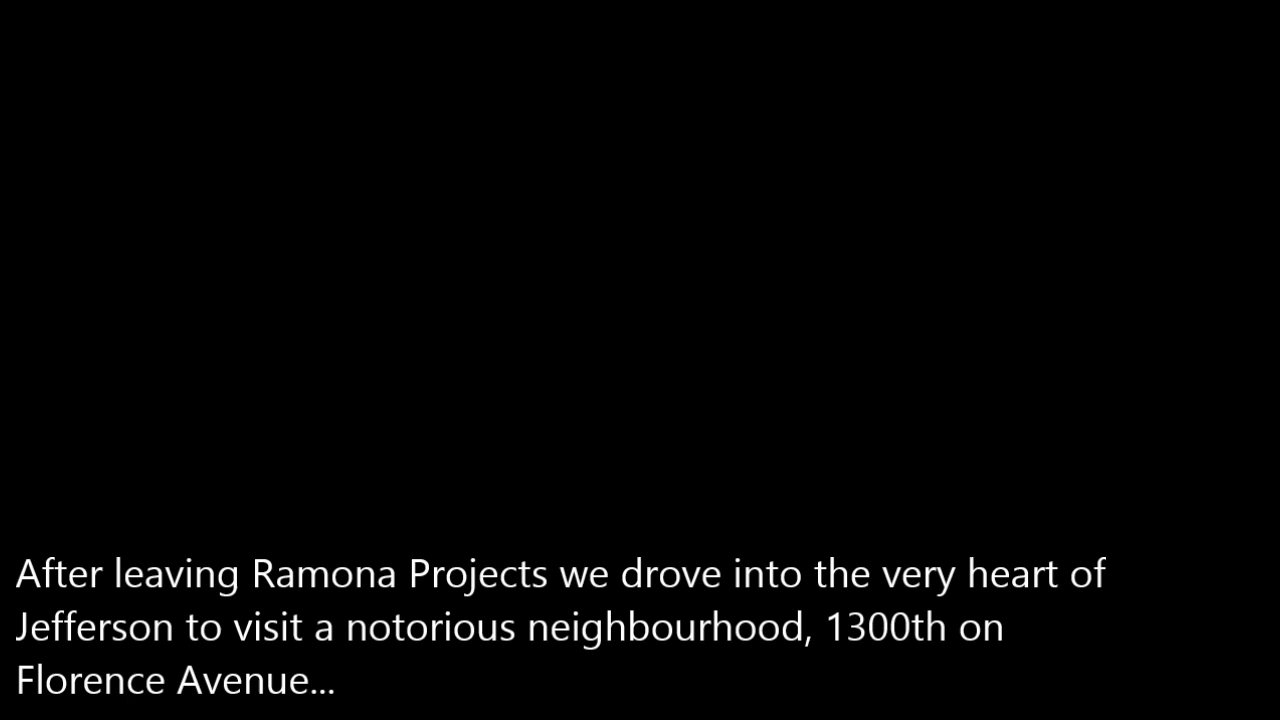 After leaving Ramona Projects we drove into the very heart of
Jefferson to visit a notorious neighbourhood, 1300th on
Florence Avenue...